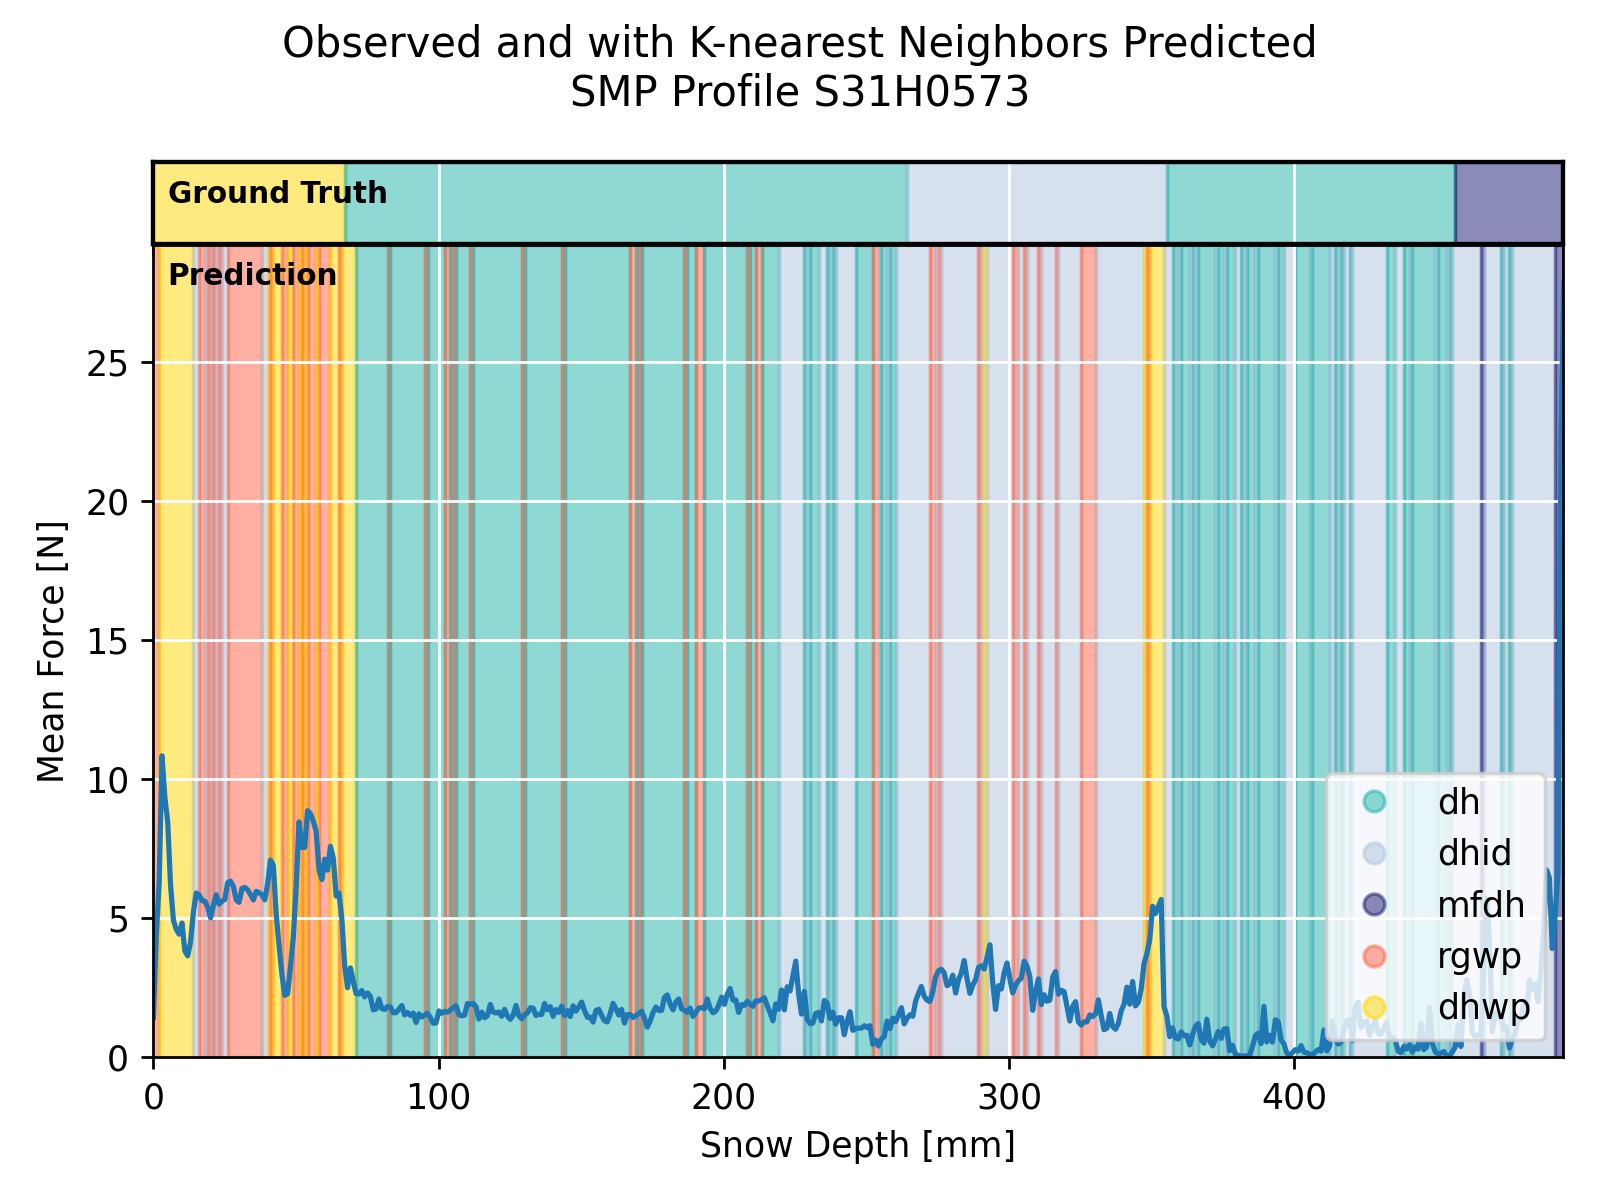 Observed and with K-nearest Neighbors Predicted
SMP Profile S31H0573
Ground Truth
Prediction
25
20
15
10
5
0
Mean Force [N]
dh
dhid
mfdh
rgwp
dhwp
0 100 200 300 400
Snow Depth [mm]